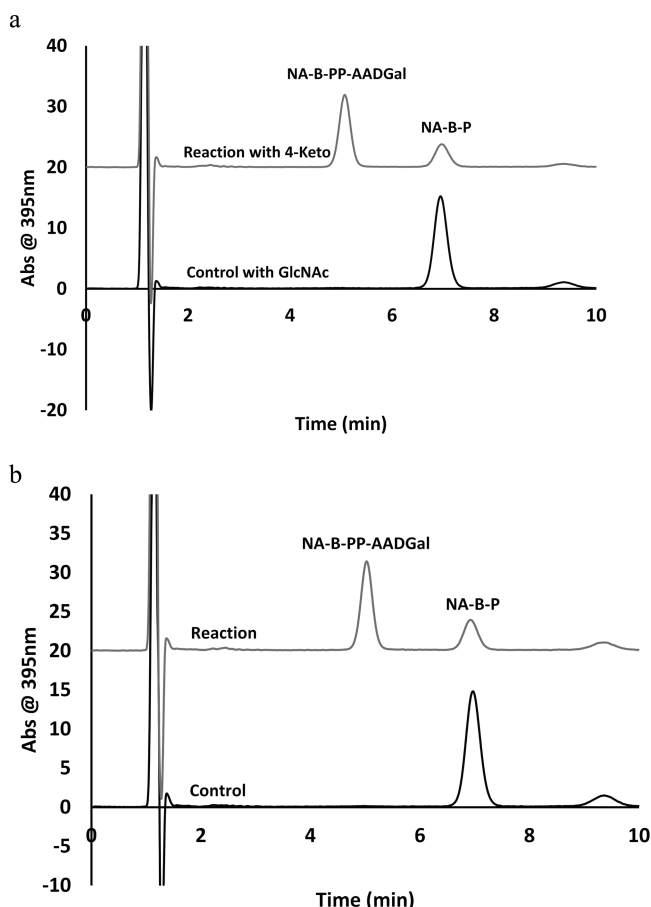 a
40
NA-B-PP-AADGal
30
NA-B-P
Reaction with 4-Keto
20
Abs @ 395nm
10
Control with GlcNAc
0
0 2 4 6 8 10
-10
-20
Time (min)
b
40
35
NA-B-PP-AADGal
30
NA-B-P
25
Reaction
20
Abs @ 395nm
15
10
5
Control
0
0 2 4 6 8 10
-5
-10
Time (min)